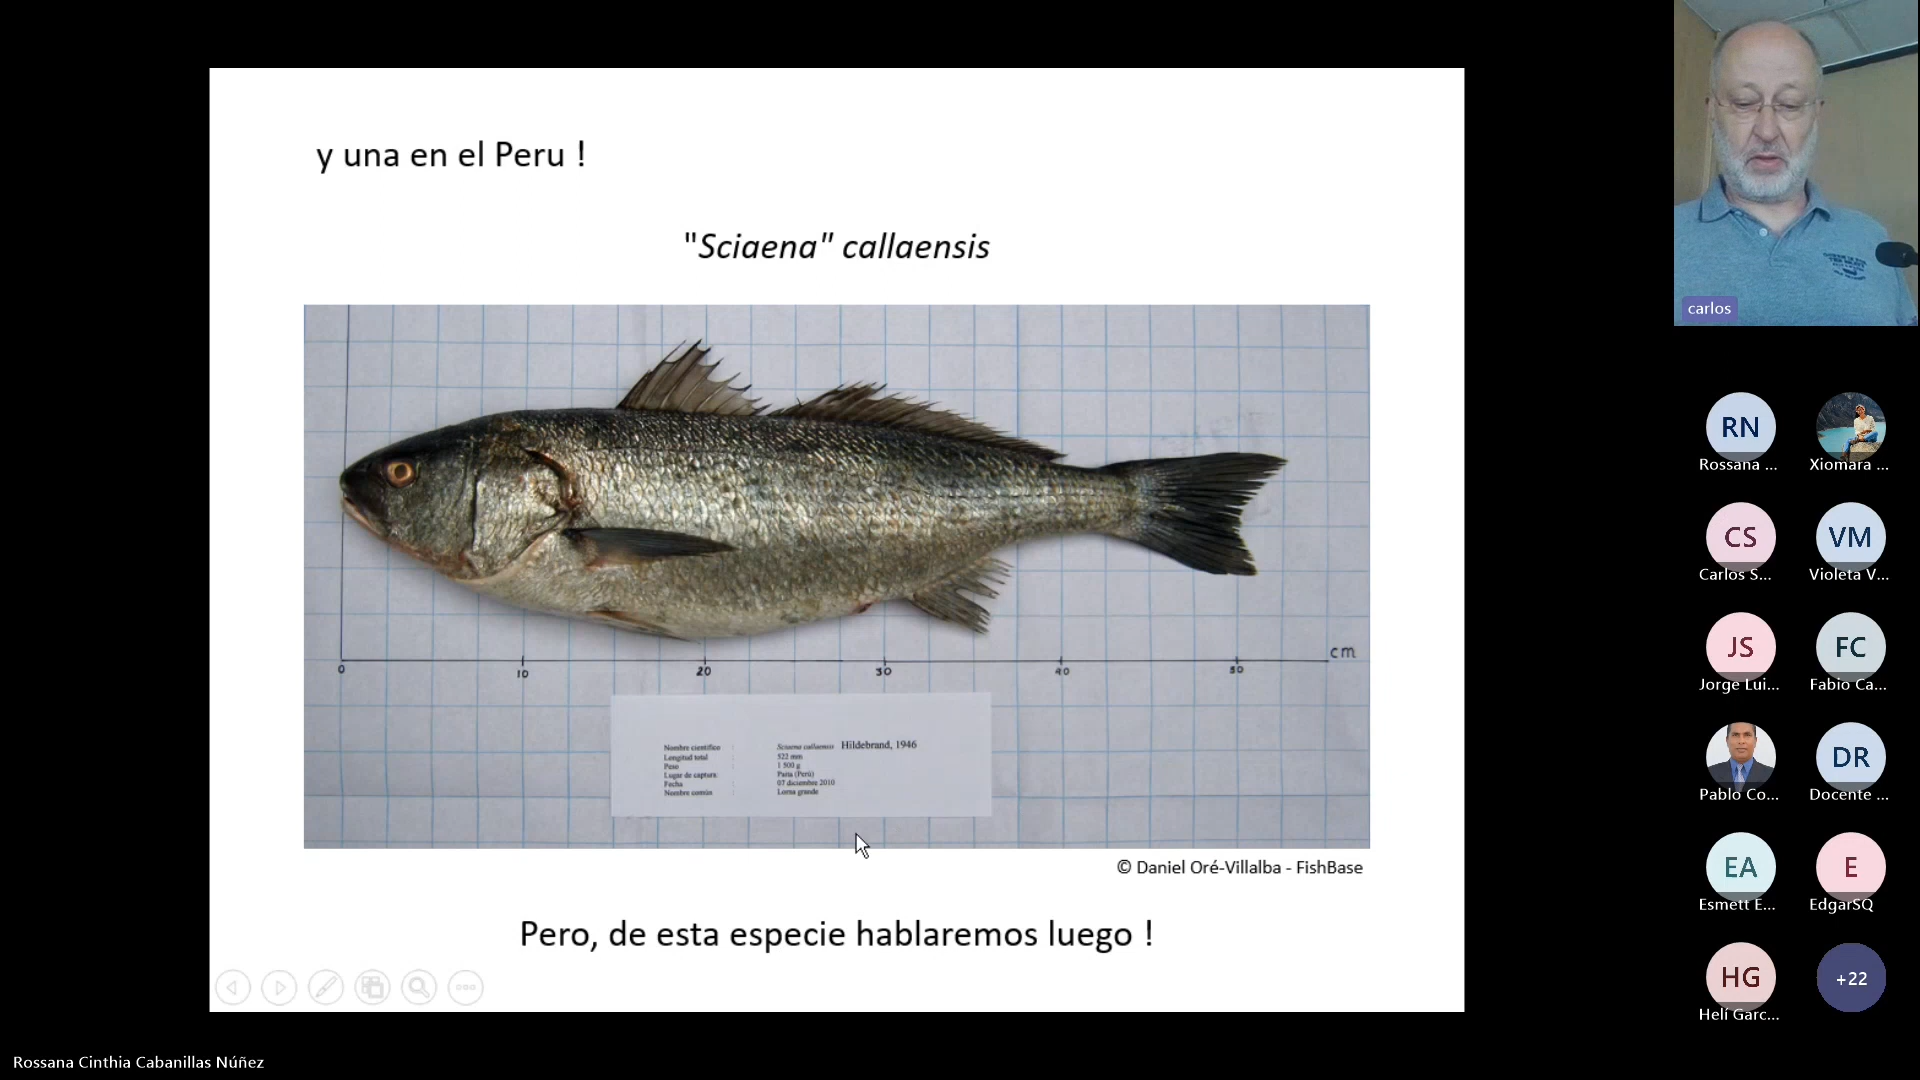 y una en el Peru !
"Sciaena" callaensis
cm
0 10 20 30 40 50
Nombre científico : Sciaena callaensis Hildebrand, 1946
Longitud total : 522 mm
Peso : 1 500 g
Lugar de captura : Paita (Perú)
Fecha : 07 diciembre 2010
Nombre común : Lorna grande
© Daniel Oré-Villalba - FishBase
Pero, de esta especie hablaremos luego !
carlos
RN
Rossana ...
Xiomara ...
CS
Carlos S...
VM
Violeta V...
JS
Jorge Lui...
FC
Fabio Ca...
Pablo Co...
DR
Docente ...
EA
Esmett E...
E
EdgarSQ
HG
Helí Garc...
+22
Rossana Cinthia Cabanillas Núñez